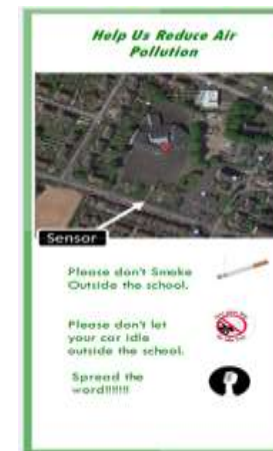 Help Us Reduce Air
Pollution
Sensor
Please don't Smoke
Outside the school.
Please don't let
your car idle
outside the school.
Spread the
word!!!!!!!